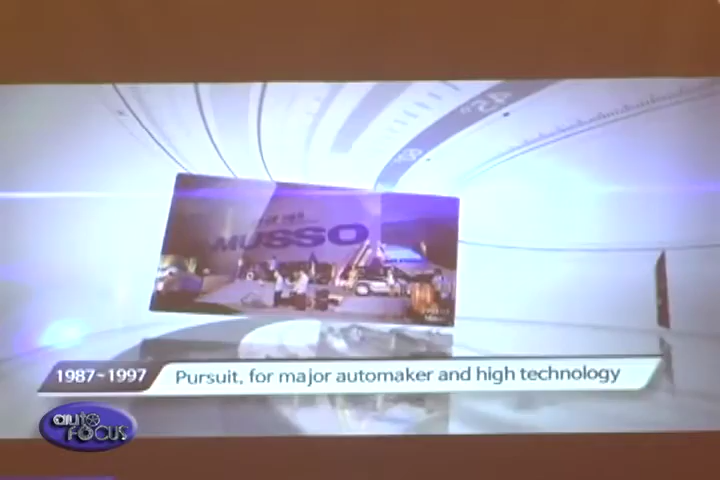 MUSSO
1987~1997
Pursuit, for major automaker and high technology
auto
FOCUS